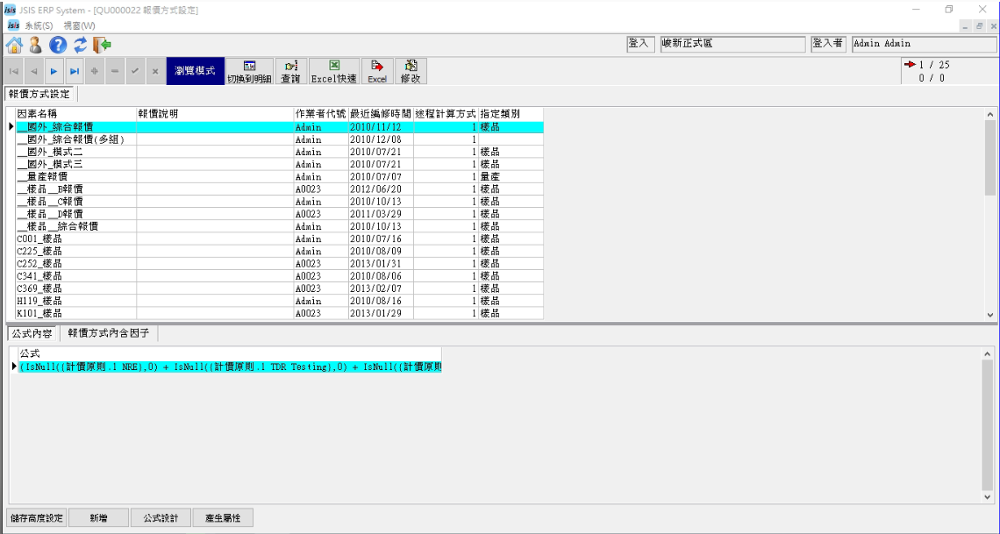 JSIS ERP System - [QU000022 報價方式設定]
系統(S) 視窗(W)
登入 峻新正式區 登入者 Admin Admin
瀏覽模式 切換到明細 查詢 Excel快速 Excel 修改
1 / 25
0 / 0
報價方式設定
因素名稱 報價說明 作業者代號 最近編修時間 途程計算方式 指定類別
__國外_綜合報價 Admin 2010/11/12 1 樣品
__國外_綜合報價(多組) Admin 2010/12/08 1
__國外_模式二 Admin 2010/07/21 1 樣品
__國外_模式三 Admin 2010/07/21 1 樣品
__量產報價 Admin 2010/07/07 1 量產
__樣品__B報價 A0023 2012/06/20 1 樣品
__樣品__C報價 Admin 2010/10/13 1 樣品
__樣品__D報價 A0023 2011/03/29 1 樣品
__樣品__綜合報價 Admin 2010/10/13 1 樣品
C001_樣品 Admin 2010/07/16 1 樣品
C225_樣品 Admin 2010/08/09 1 樣品
C252_樣品 A0023 2013/01/31 1 樣品
C341_樣品 A0023 2010/08/06 1 樣品
C369_樣品 A0023 2013/02/07 1 樣品
H119_樣品 Admin 2010/08/16 1 樣品
K101_樣品 A0023 2013/01/29 1 樣品
公式內容 報價方式內含因子
公式
(IsNull({計價原則.1 NRE},0) + IsNull({計價原則.1 TDR Testing},0) + IsNull({計價原則
儲存高度設定 新增 公式設計 產生屬性